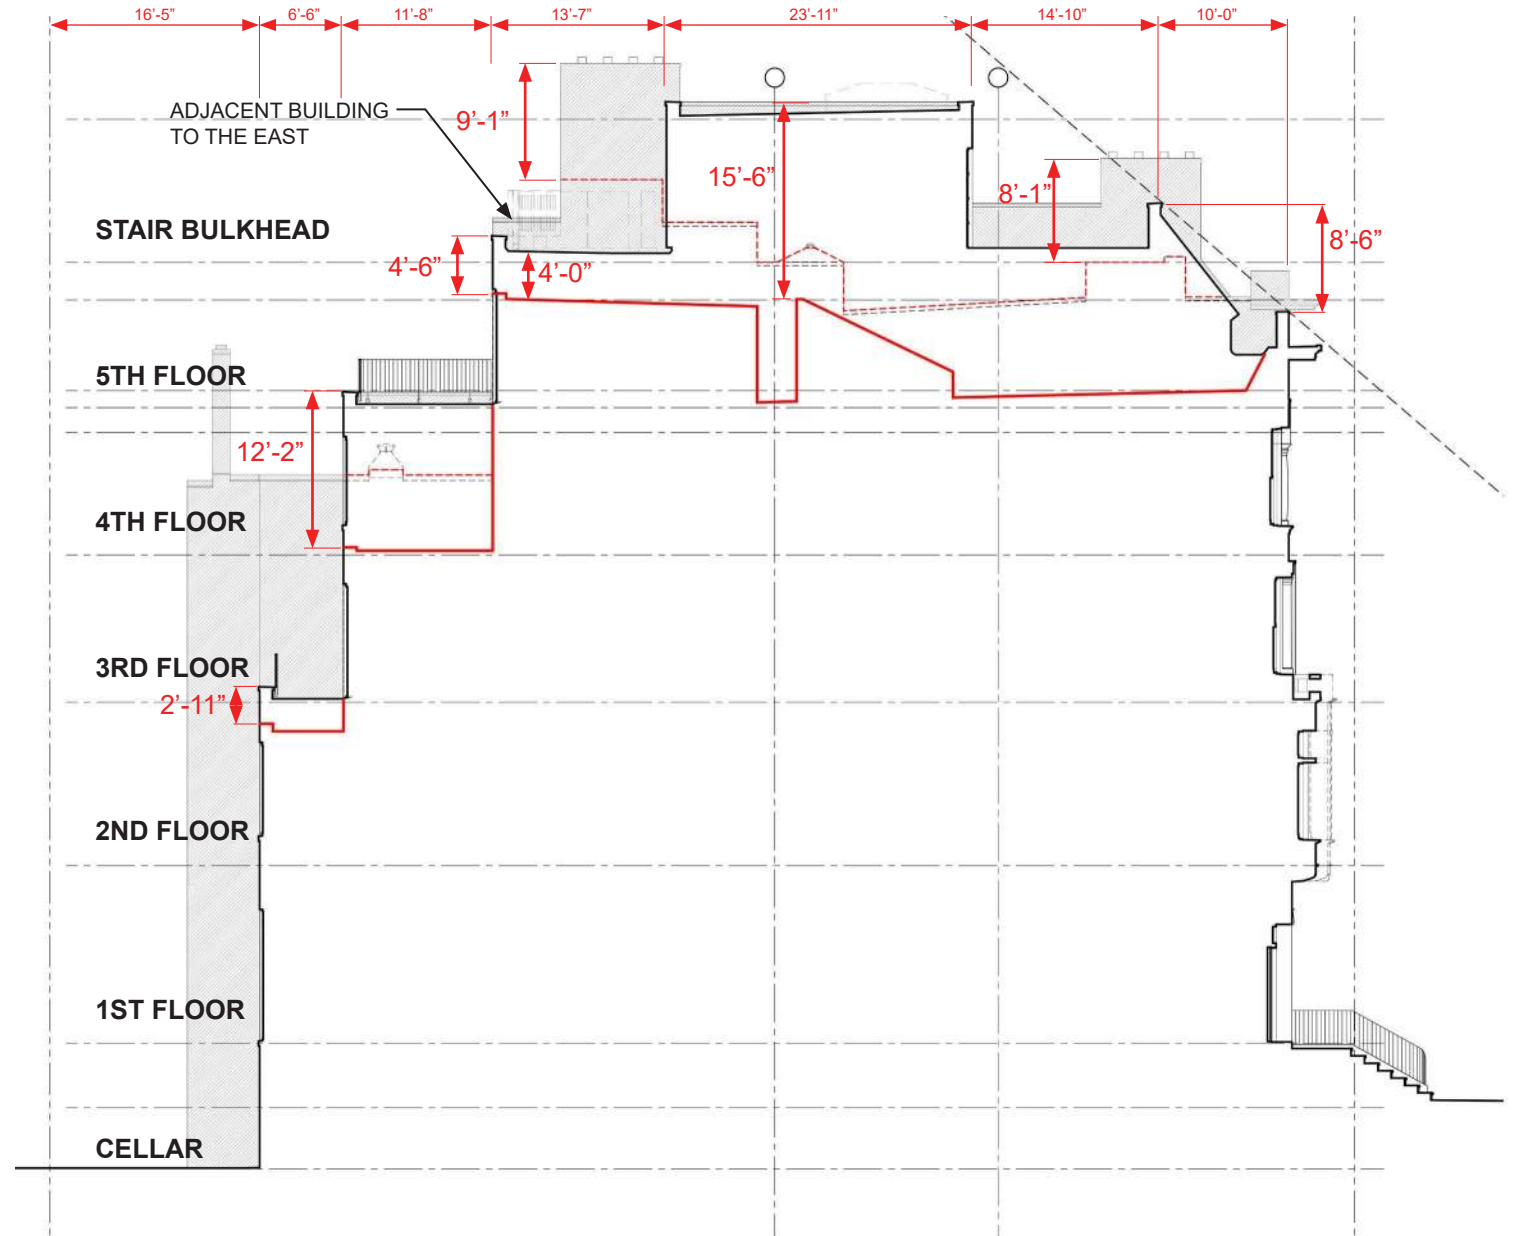 16'-5"
6'-6"
11'-8"
13'-7"
23'-11"
14'-10"
10'-0"
ADJACENT BUILDING
TO THE EAST
9’-1”
15’-6”
8’-1”
STAIR BULKHEAD
8’-6”
4’-6”
4’-0”
5TH FLOOR
12’-2”
4TH FLOOR
3RD FLOOR
2’-11”
2ND FLOOR
1ST FLOOR
CELLAR